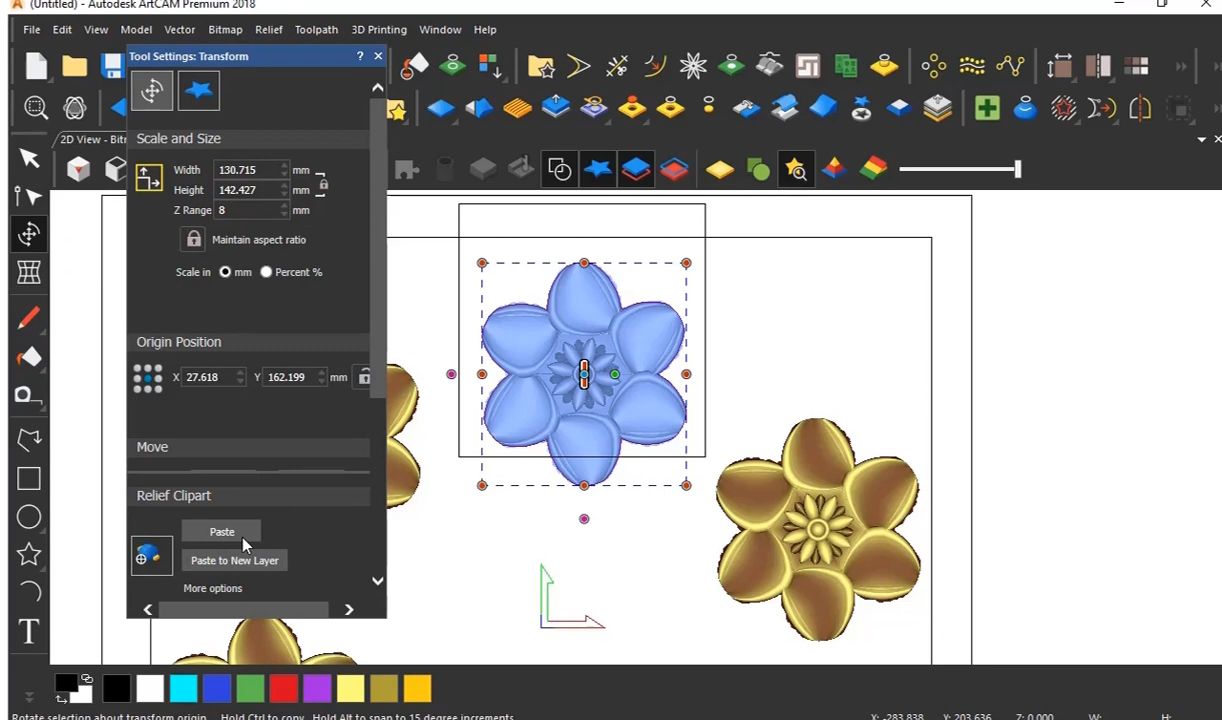 (Untitled) - Autodesk ArtCAM Premium 2018
File Edit View Model Vector Bitmap Relief Toolpath 3D Printing Window Help
Tool Settings: Transform ? ×
2D View - Bit
Scale and Size
Width 130.715 mm
Height 142.427 mm
Z Range 8 mm
Maintain aspect ratio
Scale in mm Percent %
Origin Position
X 27.618 Y 162.199 mm
Move
Relief Clipart
Paste
Paste to New Layer
More options
T
Rotate selection about transform origin. Hold Ctrl to copy. Hold Alt to snap to 15 degree increments. X: -283.838 Y: 203.636 Z: 0.000 W: H: